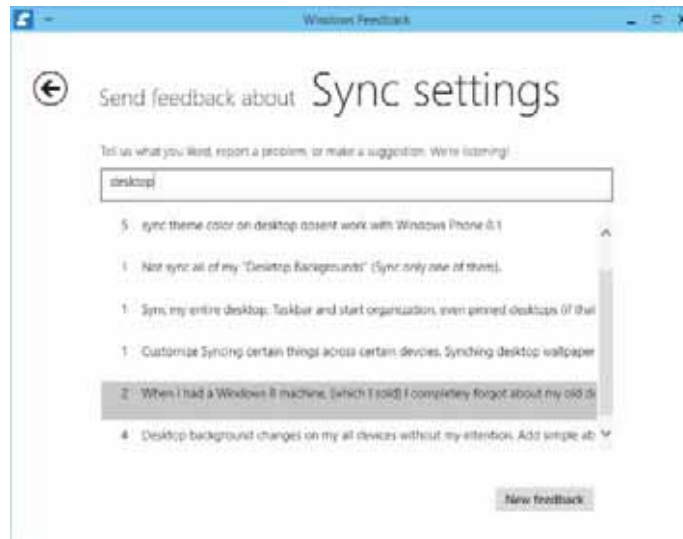 Windows Feedback
Send feedback about Sync settings
Tell us what you liked, report a problem, or make a suggestion. We're listening!
desktop
5 sync theme color on desktop dosent work with Windows Phone 8.1
1 Not sync all of my "Desktop Backgrounds" (Sync only one of them).
1 Sync my entire desktop. Taskbar and start organization, even pinned desktops (if that
1 Customize Syncing certain things across certain devcies. Synching desktop wallpaper
2 When I had a Windows 8 machine, (which I sold) I completely forgot about my old de
4 Desktop background changes on my all devices without my intention. Add simple ab
New feedback